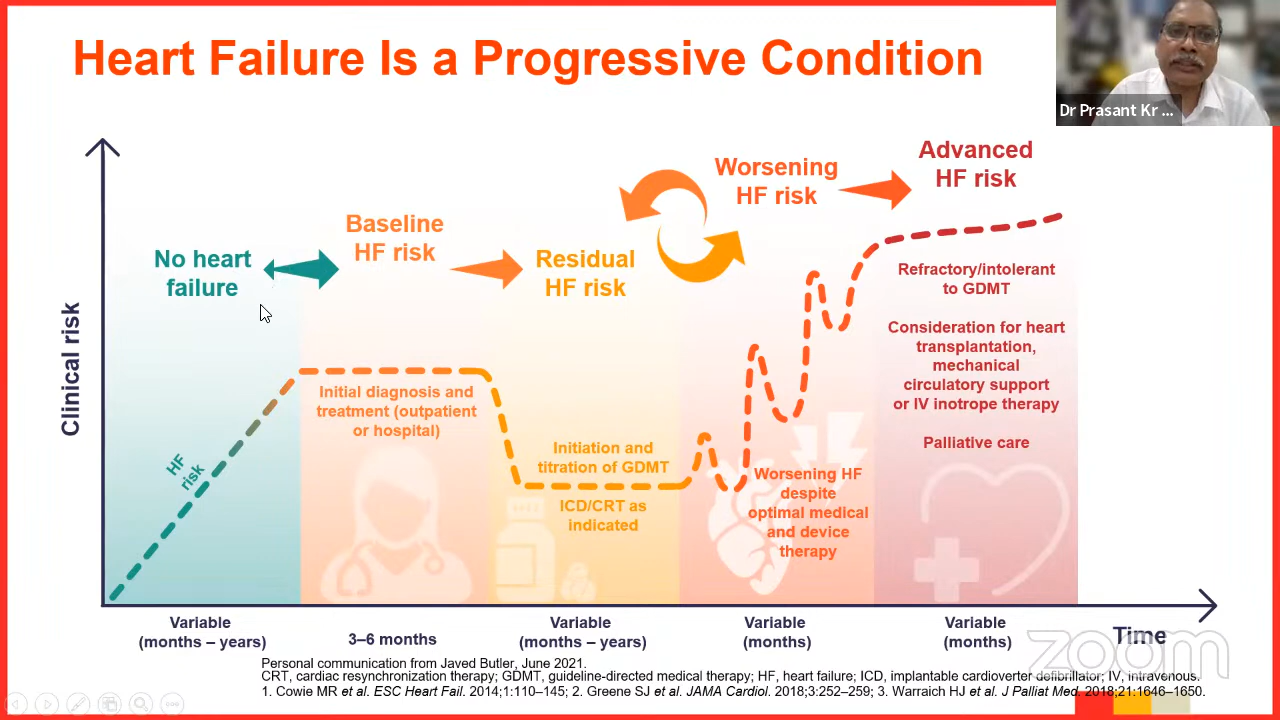 Heart Failure Is a Progressive Condition
Dr Prasant Kr ...
Clinical risk
No heart
failure
Baseline
HF risk
Residual
HF risk
Worsening
HF risk
Advanced
HF risk
HF
risk
Initial diagnosis and
treatment (outpatient
or hospital)
Initiation and
titration of GDMT
ICD/CRT as
indicated
Worsening HF
despite
optimal medical
and device
therapy
Refractory/intolerant
to GDMT
Consideration for heart
transplantation,
mechanical
circulatory support
or IV inotrope therapy
Palliative care
Variable
(months – years)
3–6 months
Variable
(months – years)
Variable
(months)
Variable
(months)
Time
zoom
Personal communication from Javed Butler, June 2021.
CRT, cardiac resynchronization therapy; GDMT, guideline-directed medical therapy; HF, heart failure; ICD, implantable cardioverter defibrillator; IV, intravenous.
1. Cowie MR et al. ESC Heart Fail. 2014;1:110–145; 2. Greene SJ et al. JAMA Cardiol. 2018;3:252–259; 3. Warraich HJ et al. J Palliat Med. 2018;21:1646–1650.